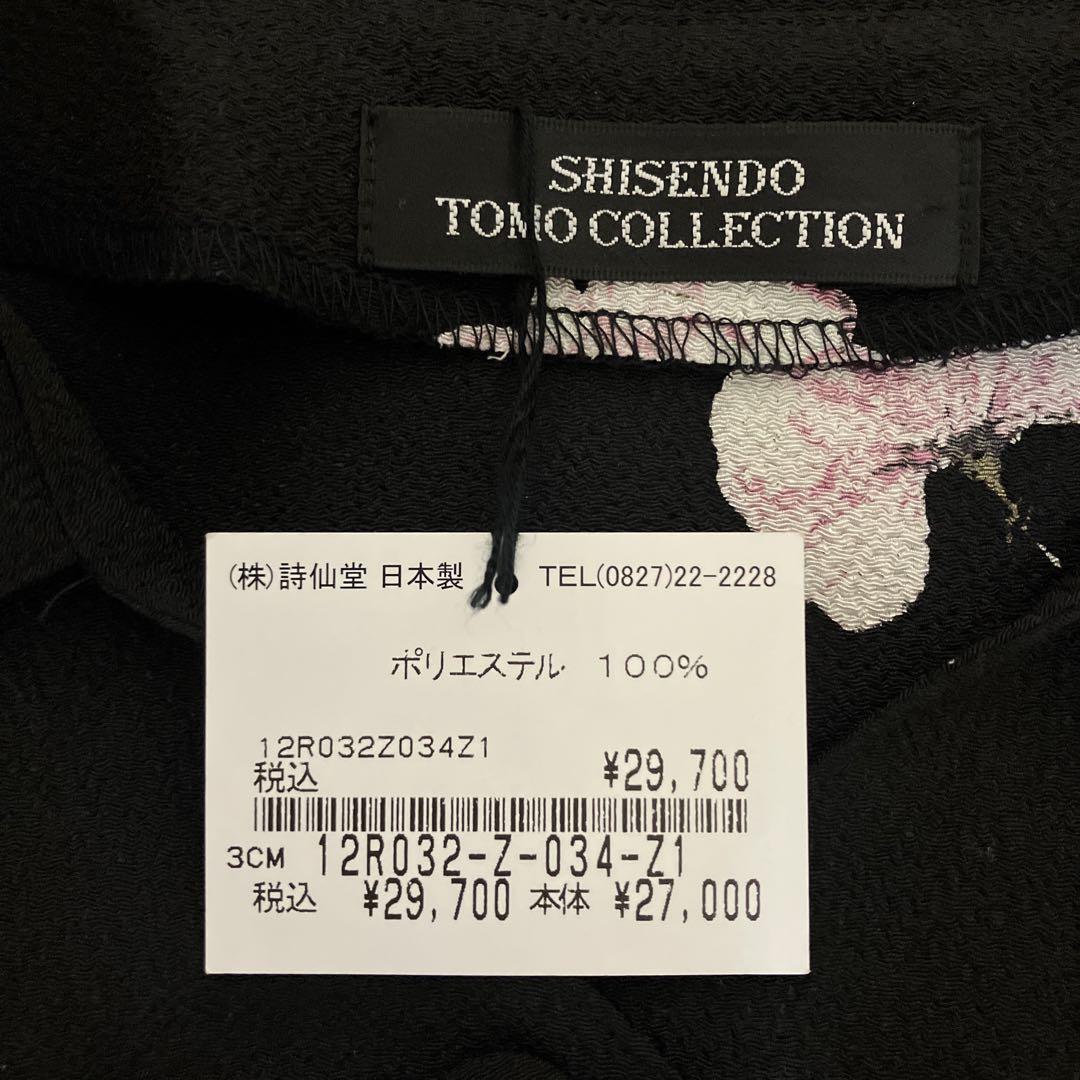 SHISENDO
TOMO COLLECTION
(株)詩仙堂 日本製 TEL(0827)22-2228
ポリエステル 100%
12R032Z034Z1
税込 ¥29,700
3CM 12R032-Z-034-Z1
税込 ¥29,700 本体 ¥27,000